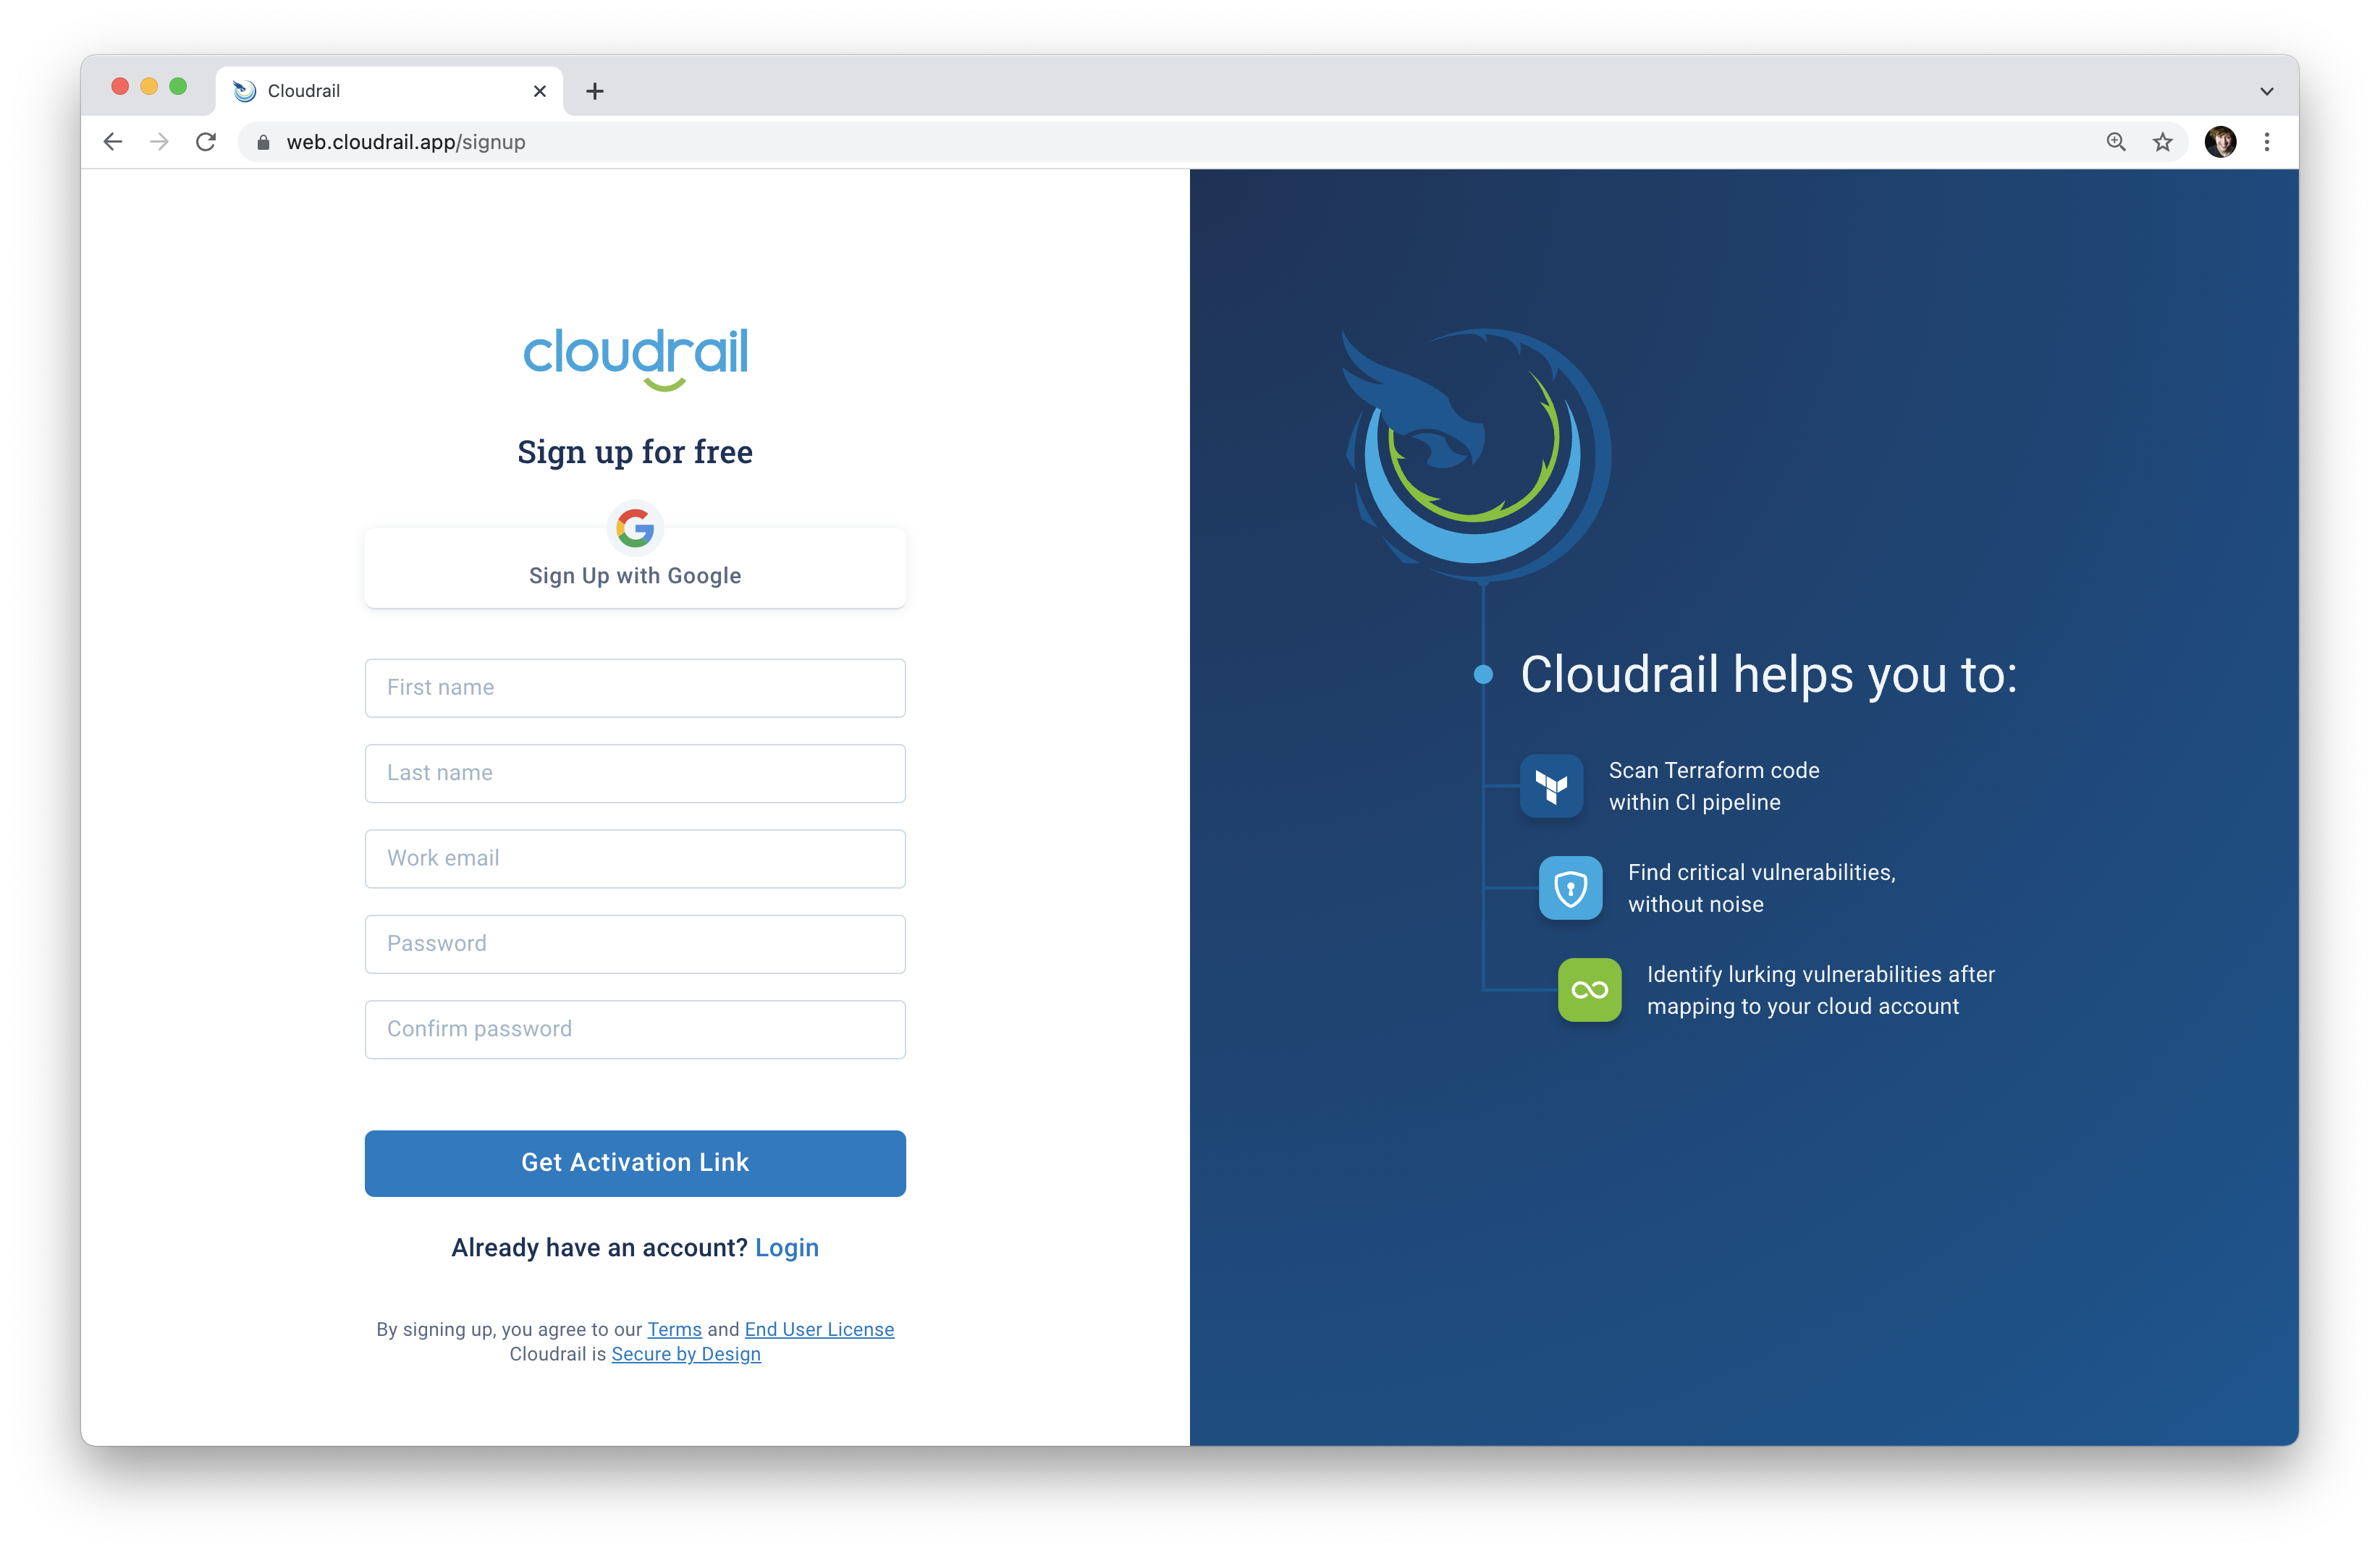 Cloudrail
web.cloudrail.app/signup
cloudrail
Sign up for free
Sign Up with Google
First name
Last name
Work email
Password
Confirm password
Get Activation Link
Already have an account? Login
By signing up, you agree to our Terms and End User License
Cloudrail is Secure by Design
Cloudrail helps you to:
Scan Terraform code
within CI pipeline
Find critical vulnerabilities,
without noise
Identify lurking vulnerabilities after
mapping to your cloud account